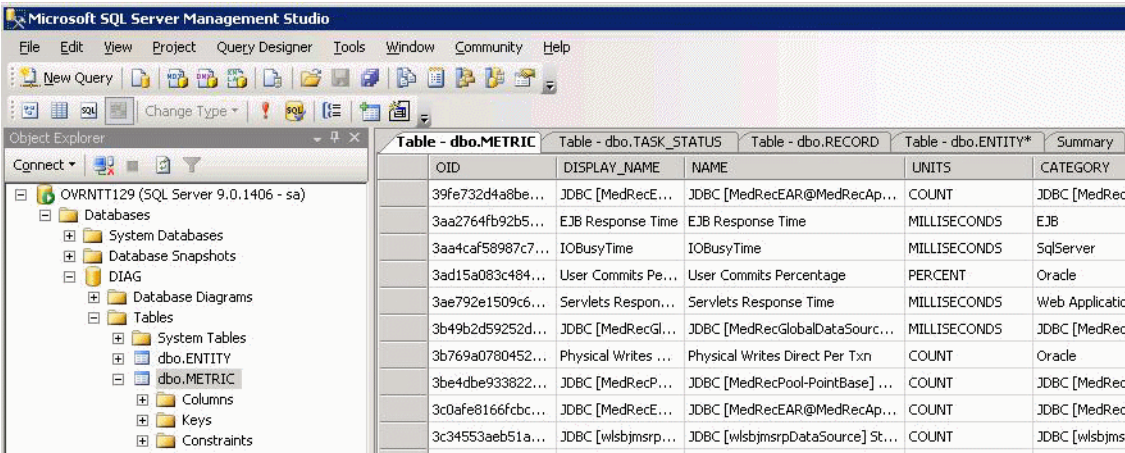 Microsoft SQL Server Management Studio
File Edit View Project Query Designer Tools Window Community Help
New Query
SQL Change Type SQL
Object Explorer
Connect
OVRNTT129 (SQL Server 9.0.1406 - sa)
Databases
System Databases
Database Snapshots
DIAG
Database Diagrams
Tables
System Tables
dbo.ENTITY
dbo.METRIC
Columns
Keys
Constraints
Table - dbo.METRIC Table - dbo.TASK_STATUS Table - dbo.RECORD Table - dbo.ENTITY* Summary
OID DISPLAY_NAME NAME UNITS CATEGORY
39fe732d4a8be... JDBC [MedRecE... JDBC [MedRecEAR@MedRecAp... COUNT JDBC [MedRec
3aa2764fb92b5... EJB Response Time EJB Response Time MILLISECONDS EJB
3aa4caf58987c7... IOBusyTime IOBusyTime MILLISECONDS SqlServer
3ad15a083c484... User Commits Pe... User Commits Percentage PERCENT Oracle
3ae792e1509c6... Servlets Respon... Servlets Response Time MILLISECONDS Web Applicatio
3b49b2d59252d... JDBC [MedRecGl... JDBC [MedRecGlobalDataSourc... MILLISECONDS JDBC [MedRec
3b769a0780452... Physical Writes ... Physical Writes Direct Per Txn COUNT Oracle
3be4dbe933822... JDBC [MedRecP... JDBC [MedRecPool-PointBase] ... COUNT JDBC [MedRec
3c0afe8166fcbc... JDBC [MedRecE... JDBC [MedRecEAR@MedRecAp... COUNT JDBC [MedRec
3c34553aeb51a... JDBC [wlsbjmsrp... JDBC [wlsbjmsrpDataSource] St... COUNT JDBC [wlsbjms